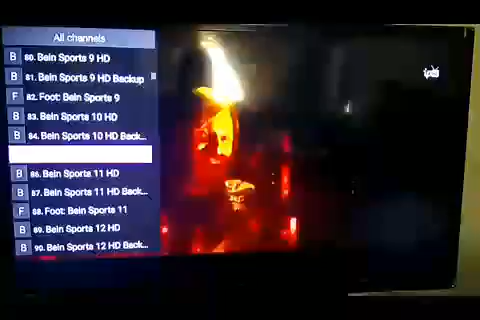 All channels
B 80. Bein Sports 9 HD
B 81. Bein Sports 9 HD Backup
F 82. Foot: Bein Sports 9
B 83. Bein Sports 10 HD
B 84. Bein Sports 10 HD Back...
B 86. Bein Sports 11 HD
B 87. Bein Sports 11 HD Back...
F 88. Foot: Bein Sports 11
B 89. Bein Sports 12 HD
B 90. Bein Sports 12 HD Back...